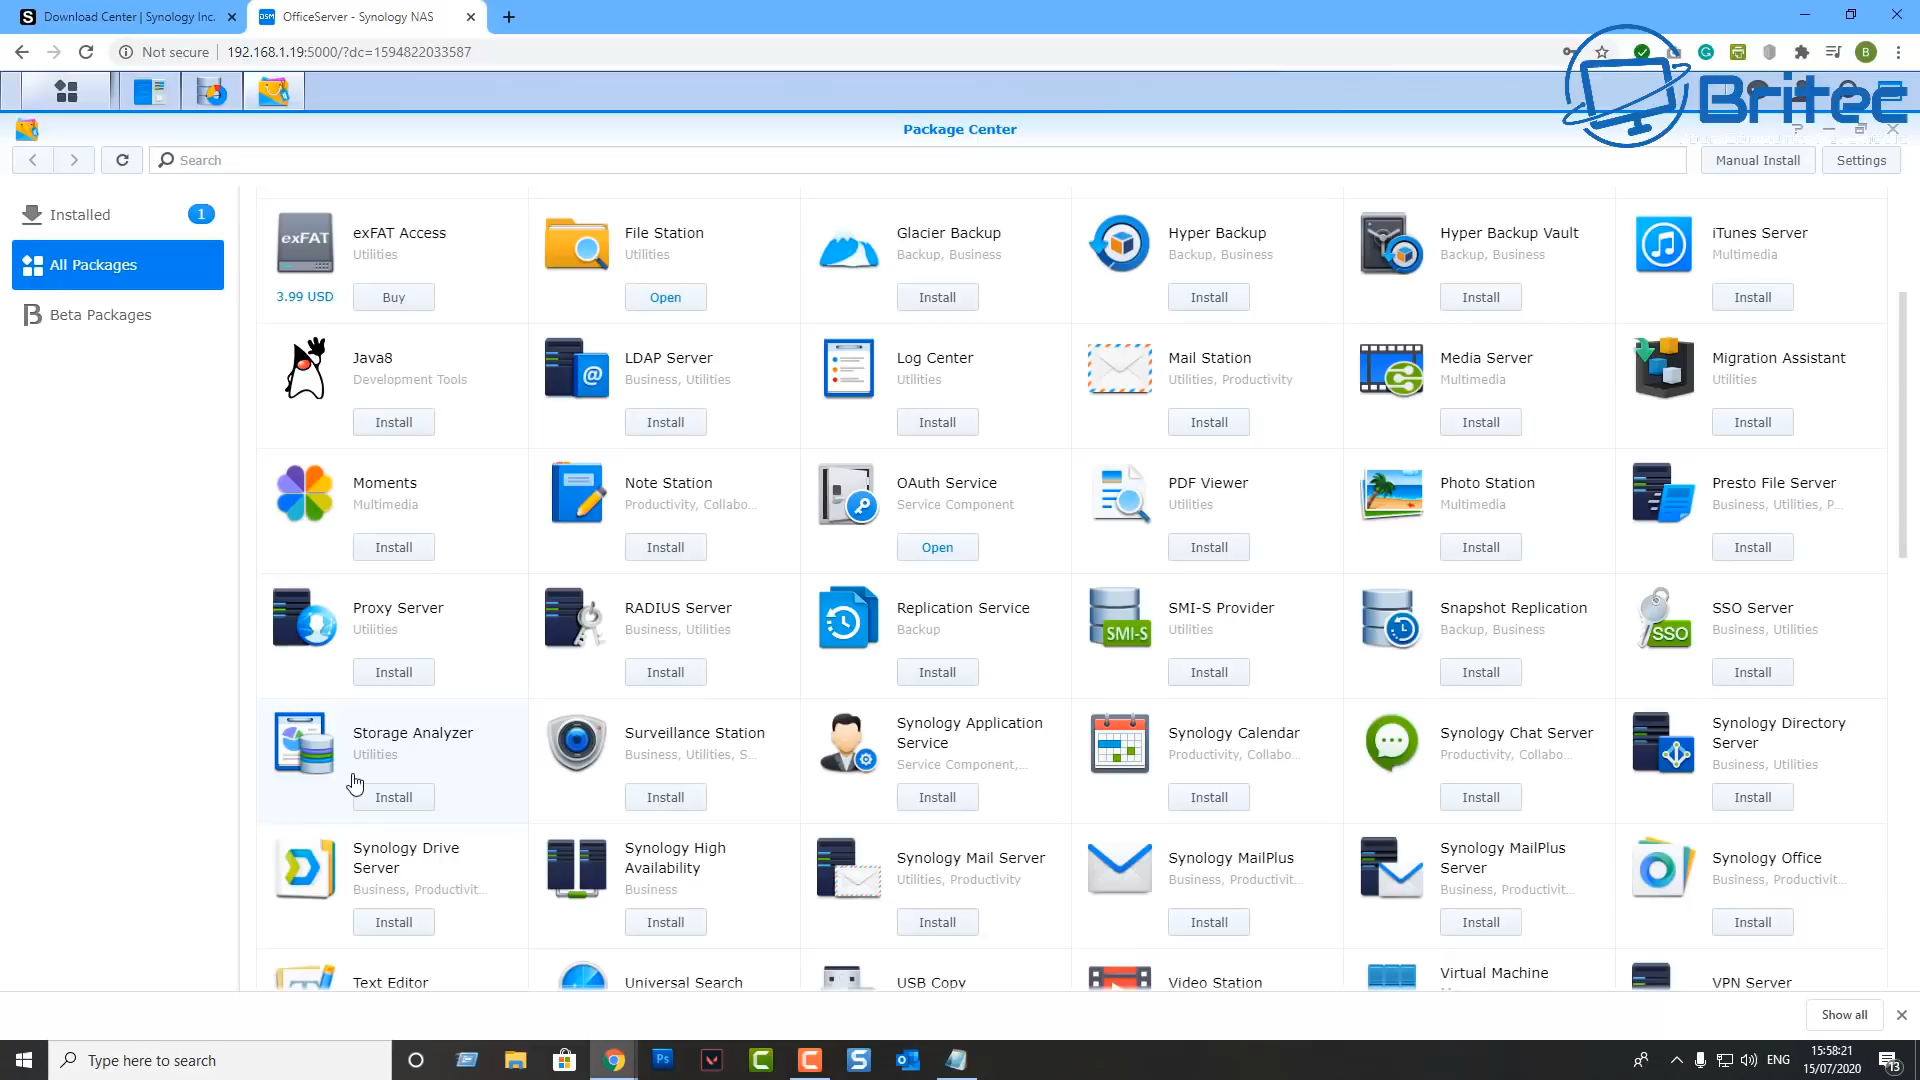 Download Center | Synology Inc.
OfficeServer - Synology NAS
Not secure
192.168.1.19:5000/?dc=1594822033587
Britec
Package Center
Search
Manual Install
Settings
Installed
1
All Packages
Beta Packages
exFAT Access
Utilities
3.99 USD
Buy
File Station
Utilities
Open
Glacier Backup
Backup, Business
Install
Hyper Backup
Backup, Business
Install
Hyper Backup Vault
Backup, Business
Install
iTunes Server
Multimedia
Install
Java8
Development Tools
Install
LDAP Server
Business, Utilities
Install
Log Center
Utilities
Install
Mail Station
Utilities, Productivity
Install
Media Server
Multimedia
Install
Migration Assistant
Utilities
Install
Moments
Multimedia
Install
Note Station
Productivity, Collabo...
Install
OAuth Service
Service Component
Open
PDF Viewer
Utilities
Install
Photo Station
Multimedia
Install
Presto File Server
Business, Utilities, P...
Install
Proxy Server
Utilities
Install
RADIUS Server
Business, Utilities
Install
Replication Service
Backup
Install
SMI-S
SMI-S Provider
Utilities
Install
Snapshot Replication
Backup, Business
Install
SSO
SSO Server
Business, Utilities
Install
Storage Analyzer
Utilities
Install
Surveillance Station
Business, Utilities, S...
Install
Synology Application
Service
Service Component,...
Install
Synology Calendar
Productivity, Collabo...
Install
Synology Chat Server
Productivity, Collabo...
Install
Synology Directory
Server
Business, Utilities
Install
Synology Drive
Server
Business, Productivit...
Install
Synology High
Availability
Business
Install
Synology Mail Server
Utilities, Productivity
Install
Synology MailPlus
Business, Productivit...
Install
Synology MailPlus
Server
Business, Productivit...
Install
Synology Office
Business, Productivit...
Install
Text Editor
Universal Search
USB Copy
Video Station
Virtual Machine
VPN Server
Show all
Type here to search
ENG
15:58:21
15/07/2020
13